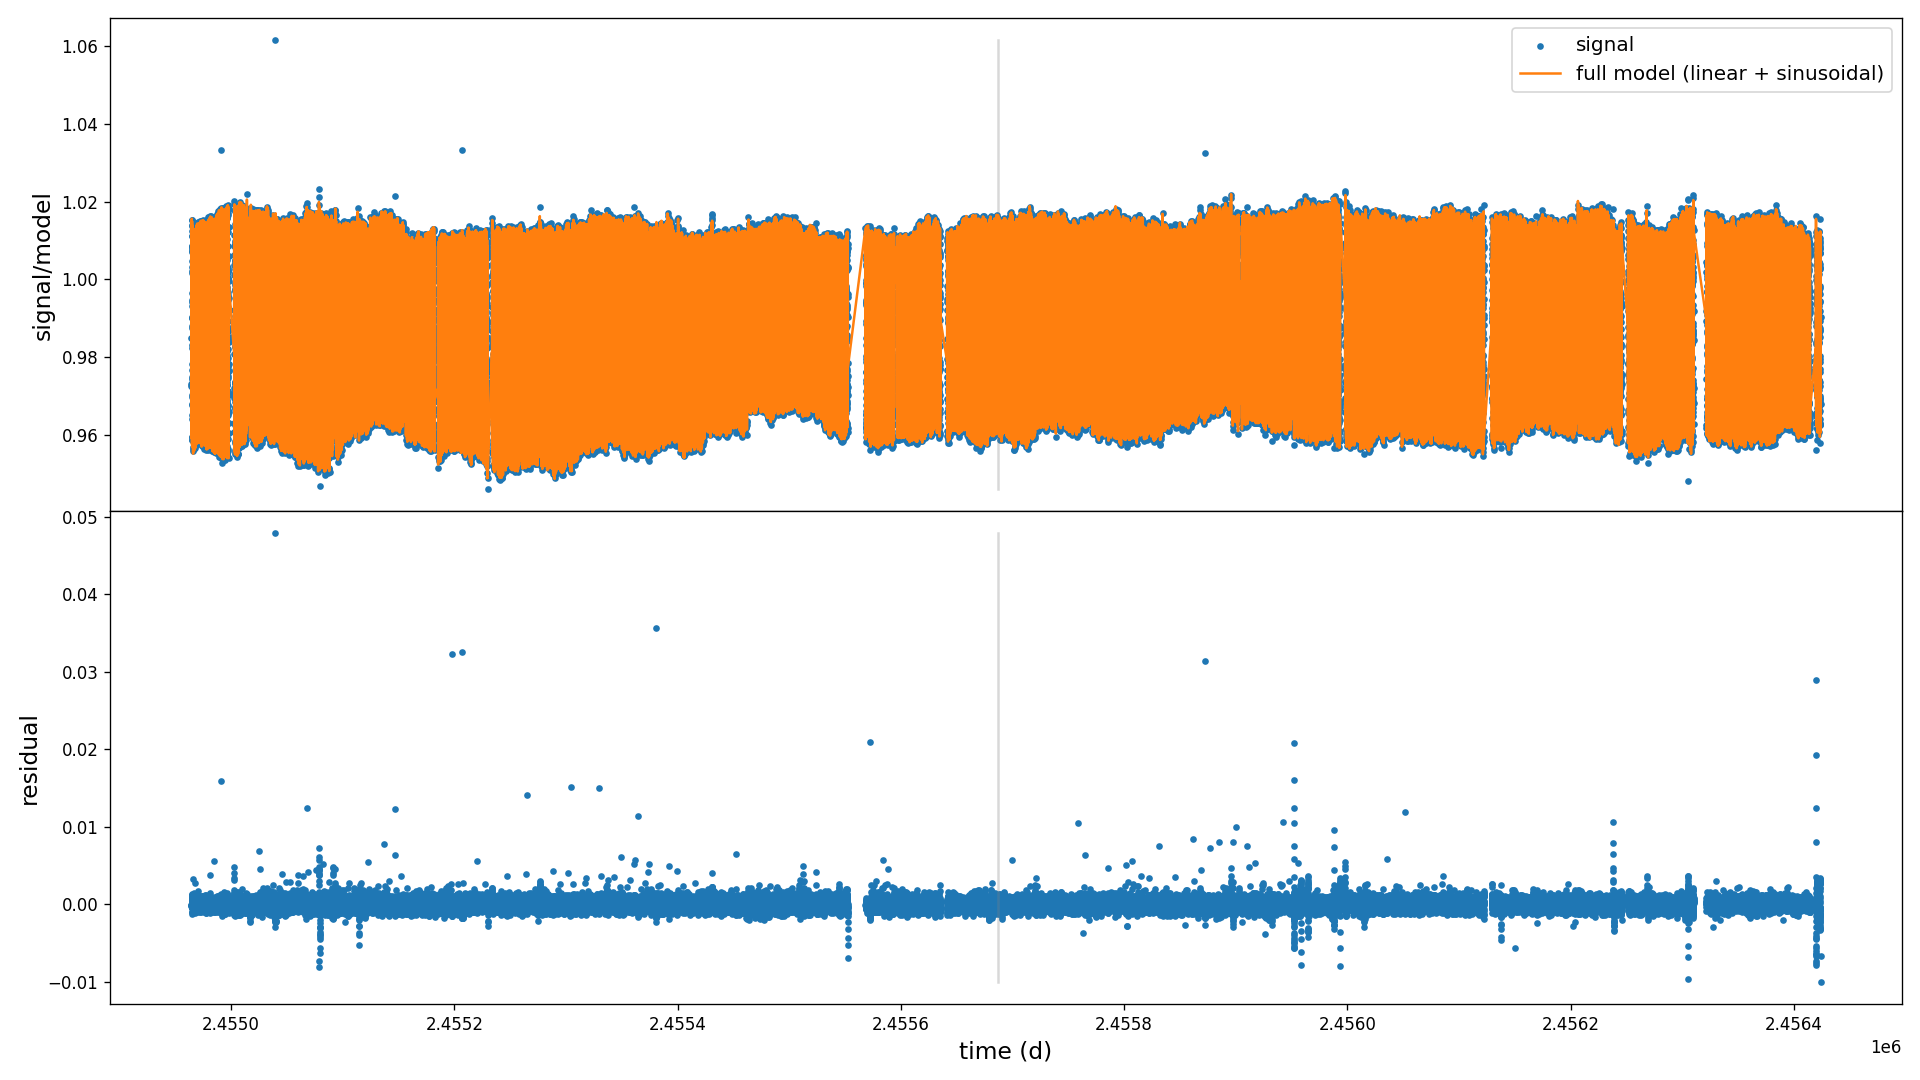 signal
full model (linear + sinusoidal)
1.06
1.04
1.02
1.00
0.98
0.96
signal/model
0.05
0.04
0.03
0.02
0.01
0.00
−0.01
residual
2.4550 2.4552 2.4554 2.4556 2.4558 2.4560 2.4562 2.4564
1e6
time (d)